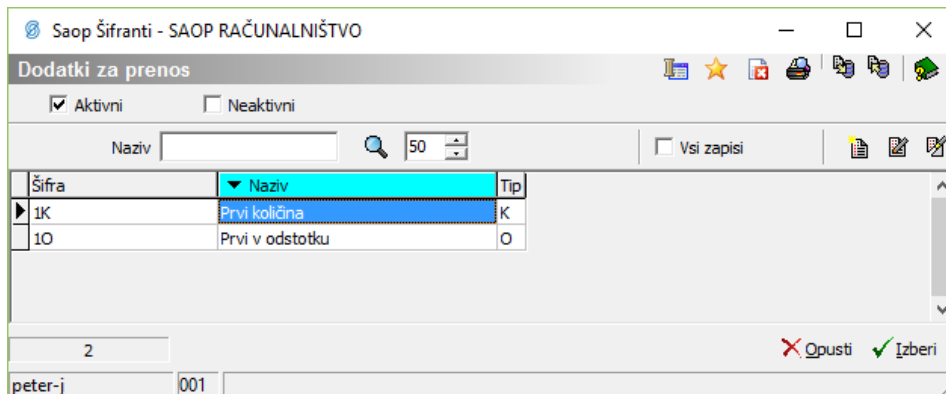 Saop Šifranti - SAOP RAČUNALNIŠTVO
Dodatki za prenos
Aktivni Neaktivni
Naziv 50 Vsi zapisi
Šifra Naziv Tip
1K Prvi količina K
1O Prvi v odstotku O
2
Opusti Izberi
peter-j 001